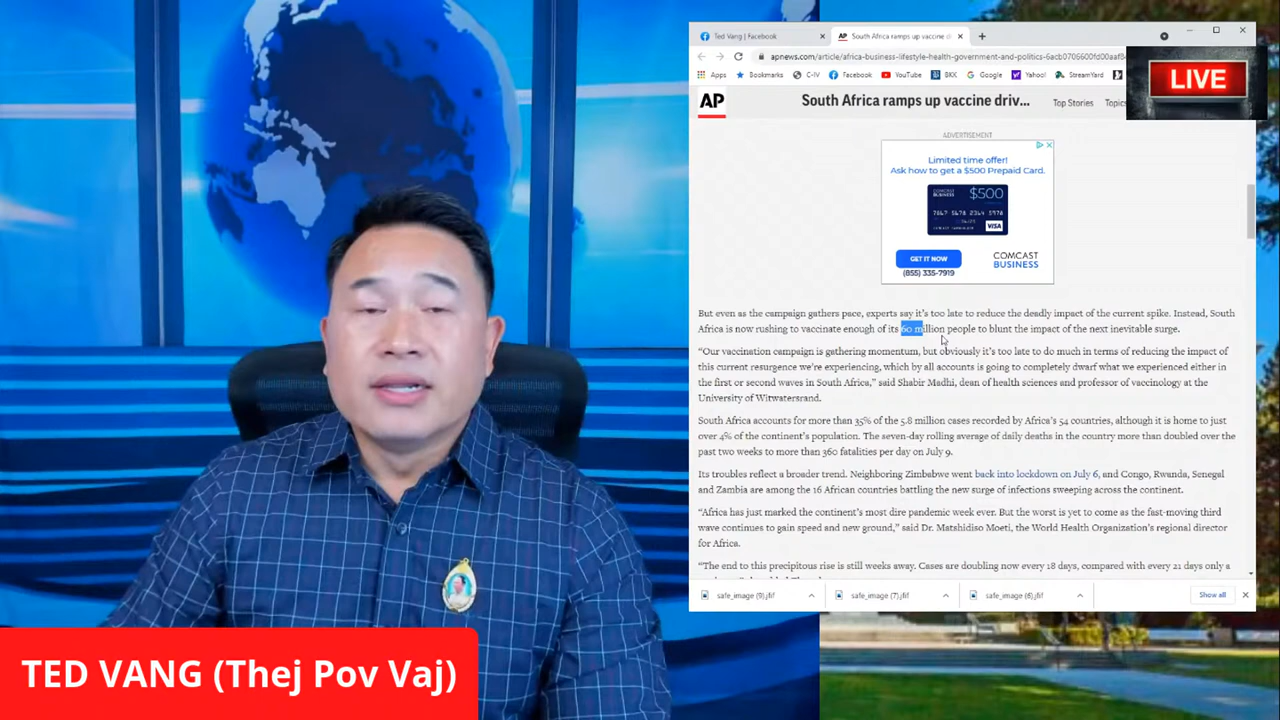 Ted Vang | Facebook
South Africa ramps up vaccine d
apnews.com/article/africa-business-lifestyle-health-government-and-politics-6acb0706600fd00aaf8
Apps Bookmarks C-IV Facebook YouTube BKK Google Yahoo! StreamYard
LIVE
AP
South Africa ramps up vaccine driv...
Top Stories
Topics
ADVERTISEMENT
Limited time offer!
Ask how to get a $500 Prepaid Card.
COMCAST
BUSINESS
$500
VISA
GET IT NOW
(855) 335-7919
COMCAST
BUSINESS
But even as the campaign gathers pace, experts say it’s too late to reduce the deadly impact of the current spike. Instead, South
Africa is now rushing to vaccinate enough of its 60 million people to blunt the impact of the next inevitable surge.
“Our vaccination campaign is gathering momentum, but obviously it’s too late to do much in terms of reducing the impact of
this current resurgence we’re experiencing, which by all accounts is going to completely dwarf what we experienced either in
the first or second waves in South Africa,” said Shabir Madhi, dean of health sciences and professor of vaccinology at the
University of Witwatersrand.
South Africa accounts for more than 35% of the 5.8 million cases recorded by Africa’s 54 countries, although it is home to just
over 4% of the continent’s population. The seven-day rolling average of daily deaths in the country more than doubled over the
past two weeks to more than 360 fatalities per day on July 9.
Its troubles reflect a broader trend. Neighboring Zimbabwe went back into lockdown on July 6, and Congo, Rwanda, Senegal
and Zambia are among the 16 African countries battling the new surge of infections sweeping across the continent.
“Africa has just marked the continent’s most dire pandemic week ever. But the worst is yet to come as the fast-moving third
wave continues to gain speed and new ground,” said Dr. Matshidiso Moeti, the World Health Organization’s regional director
for Africa.
“The end to this precipitous rise is still weeks away. Cases are doubling now every 18 days, compared with every 21 days only a
safe_image (9).jfif
safe_image (7).jfif
safe_image (6).jfif
Show all
TED VANG (Thej Pov Vaj)